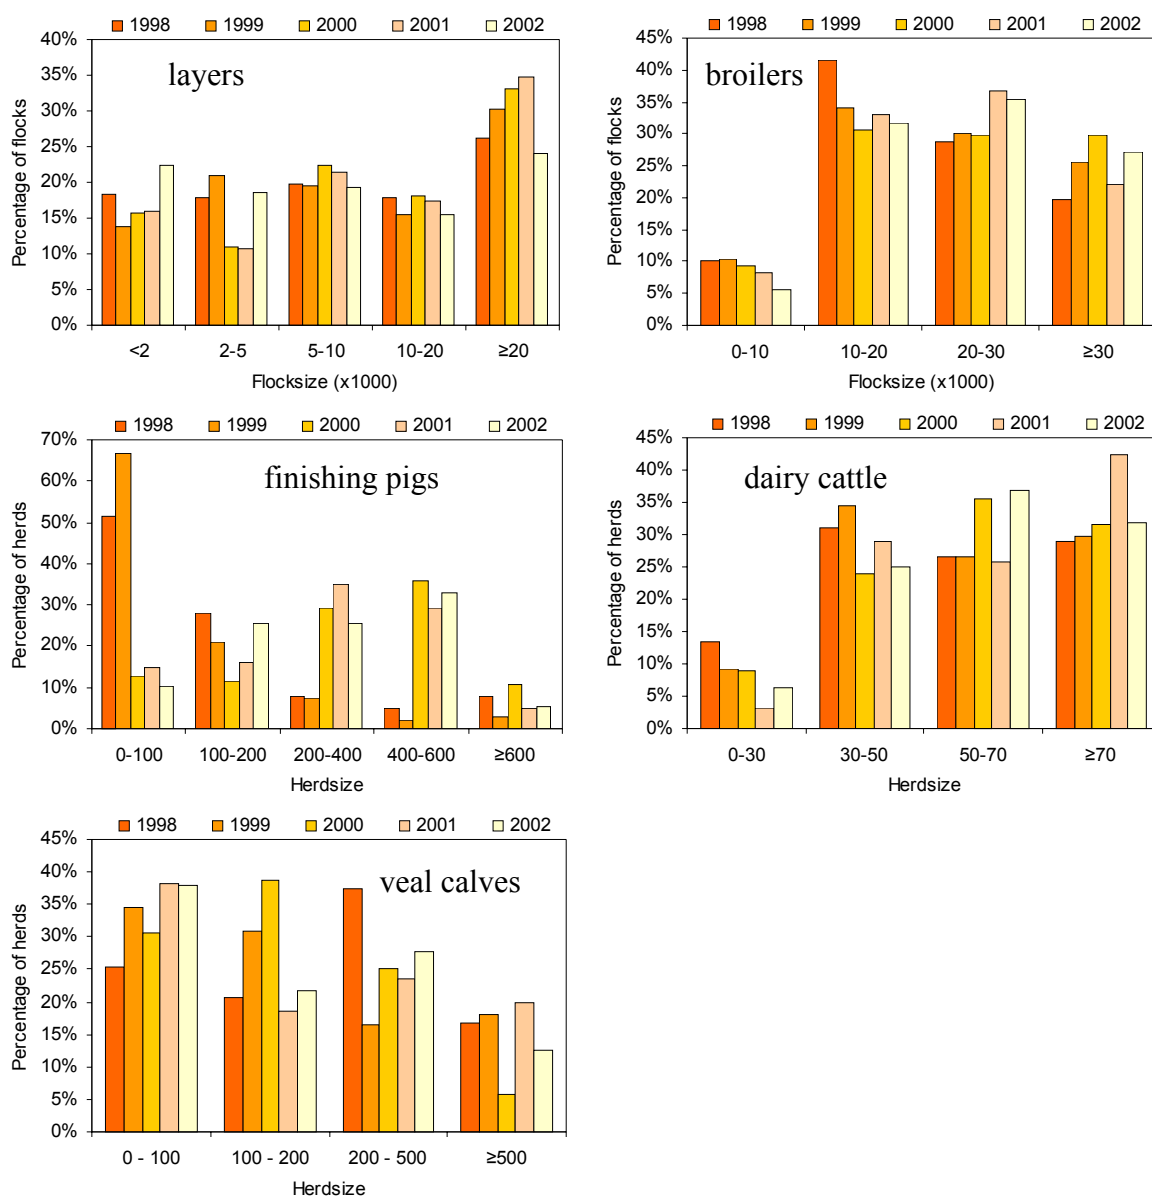 1998 1999 2000 2001 2002
layers
Percentage of flocks
40%
35%
30%
25%
20%
15%
10%
5%
0%
<2 2-5 5-10 10-20 ≥20
Flocksize (x1000)
1998 1999 2000 2001 2002
broilers
Percentage of flocks
45%
40%
35%
30%
25%
20%
15%
10%
5%
0%
0-10 10-20 20-30 ≥30
Flocksize (x1000)
1998 1999 2000 2001 2002
finishing pigs
Percentage of herds
70%
60%
50%
40%
30%
20%
10%
0%
0-100 100-200 200-400 400-600 ≥600
Herdsize
1998 1999 2000 2001 2002
dairy cattle
Percentage of herds
45%
40%
35%
30%
25%
20%
15%
10%
5%
0%
0-30 30-50 50-70 ≥70
Herdsize
1998 1999 2000 2001 2002
veal calves
Percentage of herds
45%
40%
35%
30%
25%
20%
15%
10%
5%
0%
0 - 100 100 - 200 200 - 500 ≥500
Herdsize